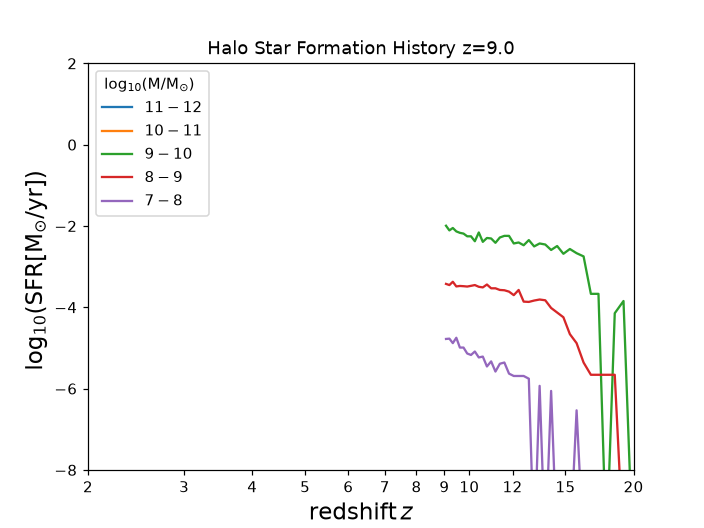 Halo Star Formation History z=9.0
log₁₀(M/M☉)
11 − 12
10 − 11
9 − 10
8 − 9
7 − 8
log₁₀(SFR[M☉/yr])
2
0
−2
−4
−6
−8
2 3 4 5 6 7 8 9 10 12 15 20
redshift z